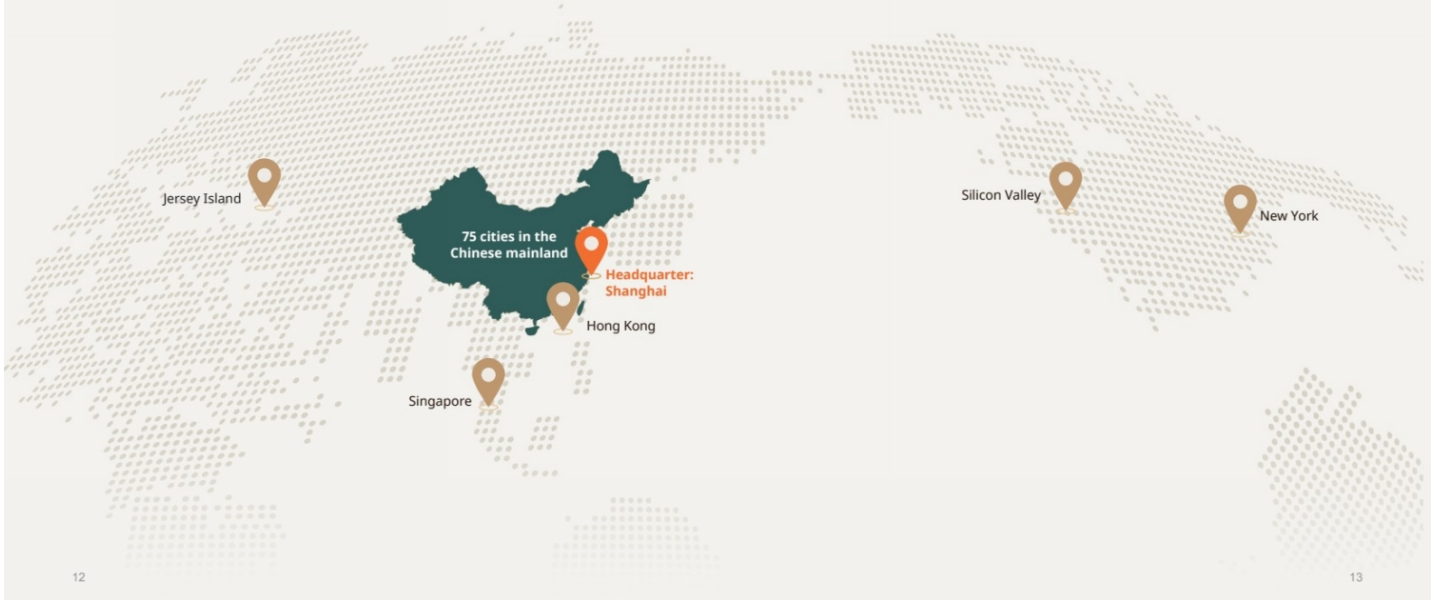 Jersey Island
75 cities in the
Chinese mainland
Headquarter:
Shanghai
Hong Kong
Singapore
Silicon Valley
New York
12
13